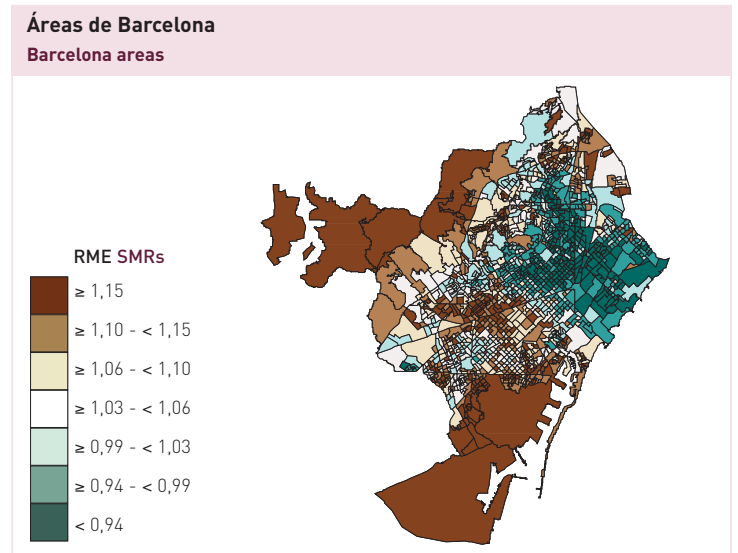 Áreas de Barcelona
Barcelona areas
RME SMRs
≥ 1,15
≥ 1,10 - < 1,15
≥ 1,06 - < 1,10
≥ 1,03 - < 1,06
≥ 0,99 - < 1,03
≥ 0,94 - < 0,99
< 0,94